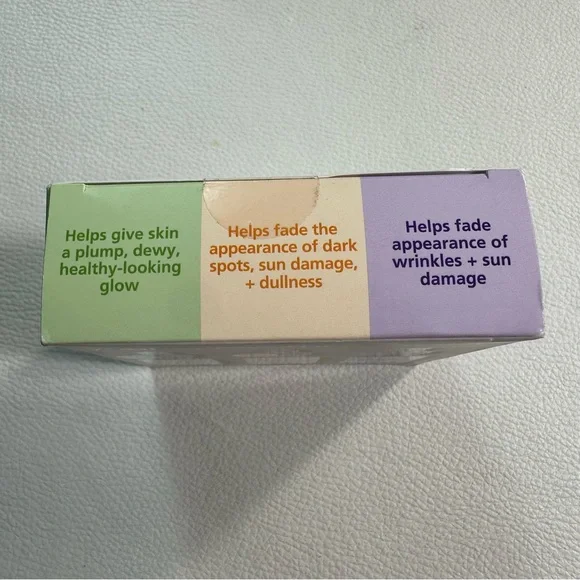 Helps give skin
a plump, dewy,
healthy-looking
glow
Helps fade the
appearance of dark
spots, sun damage,
+ dullness
Helps fade
appearance of
wrinkles + sun
damage